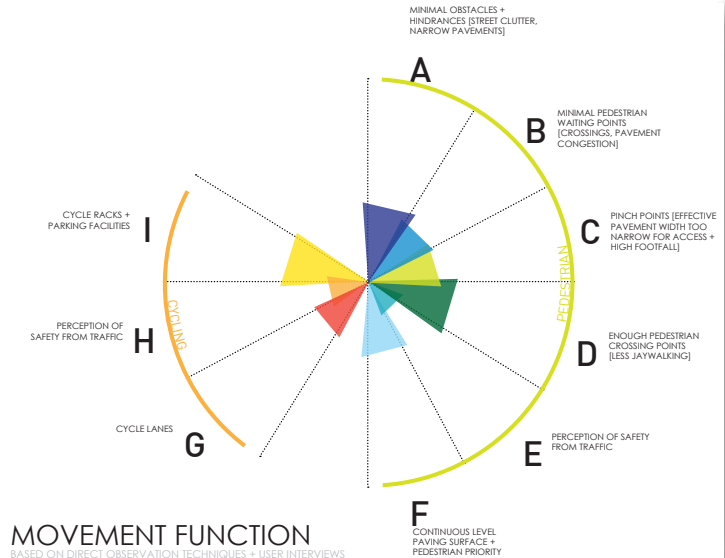 MINIMAL OBSTACLES +
HINDRANCES [STREET CLUTTER,
NARROW PAVEMENTS]
A
B
MINIMAL PEDESTRIAN
WAITING POINTS
[CROSSINGS, PAVEMENT
CONGESTION]
C
PINCH POINTS [EFFECTIVE
PAVEMENT WIDTH TOO
NARROW FOR ACCESS +
HIGH FOOTFALL]
PEDESTRIAN
D
ENOUGH PEDESTRIAN
CROSSING POINTS
[LESS JAYWALKING]
E
PERCEPTION OF SAFETY
FROM TRAFFIC
F
CONTINUOUS LEVEL
PAVING SURFACE +
PEDESTRIAN PRIORITY
CYCLE LANES
G
PERCEPTION OF
SAFETY FROM TRAFFIC
H
CYCLING
CYCLE RACKS +
PARKING FACILITIES
I
MOVEMENT FUNCTION
BASED ON DIRECT OBSERVATION TECHNIQUES + USER INTERVIEWS